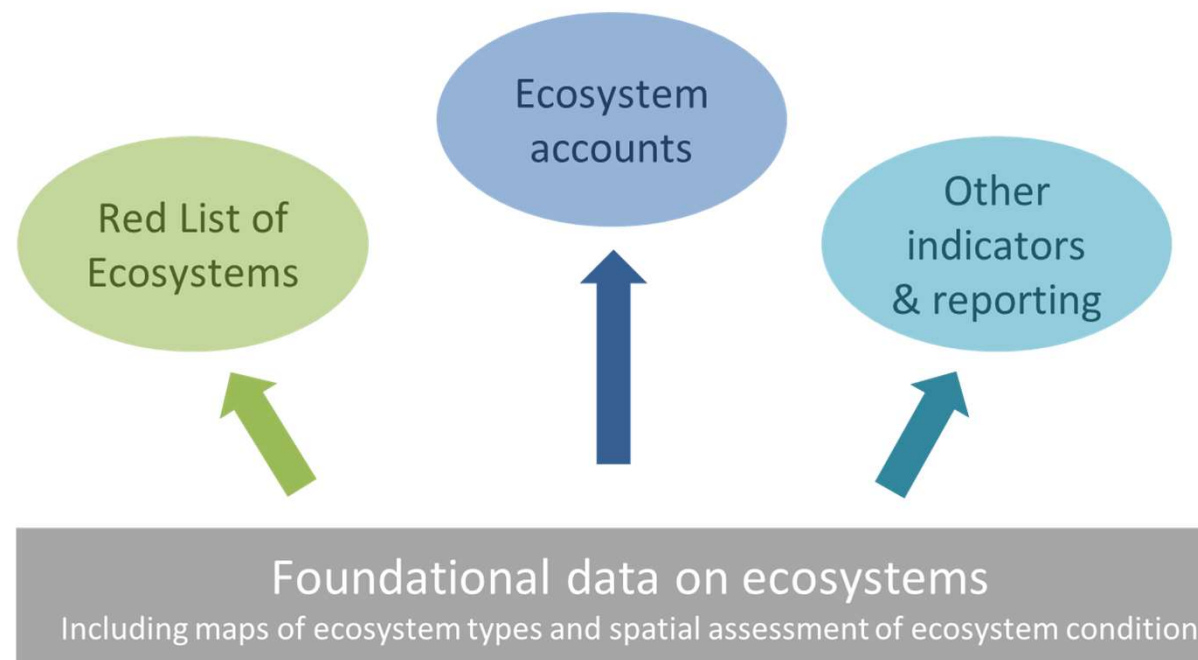 Ecosystem
accounts
Red List of
Ecosystems
Other
indicators
& reporting
Foundational data on ecosystems
Including maps of ecosystem types and spatial assessment of ecosystem condition